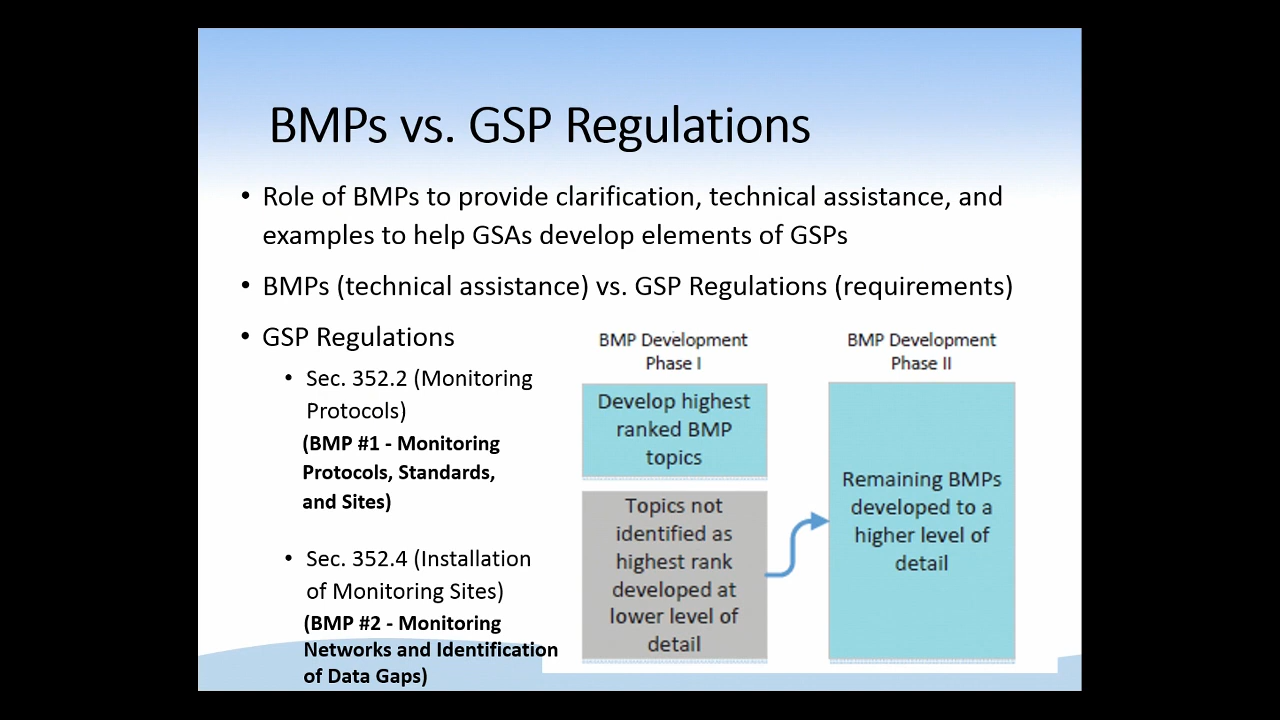 BMPs vs. GSP Regulations
• Role of BMPs to provide clarification, technical assistance, and
examples to help GSAs develop elements of GSPs
• BMPs (technical assistance) vs. GSP Regulations (requirements)
• GSP Regulations
• Sec. 352.2 (Monitoring
Protocols)
(BMP #1 - Monitoring
Protocols, Standards,
and Sites)
• Sec. 352.4 (Installation
of Monitoring Sites)
(BMP #2 - Monitoring
Networks and Identification
of Data Gaps)
BMP Development
Phase I
Develop highest
ranked BMP
topics
Topics not
identified as
highest rank
developed at
lower level of
detail
BMP Development
Phase II
Remaining BMPs
developed to a
higher level of
detail